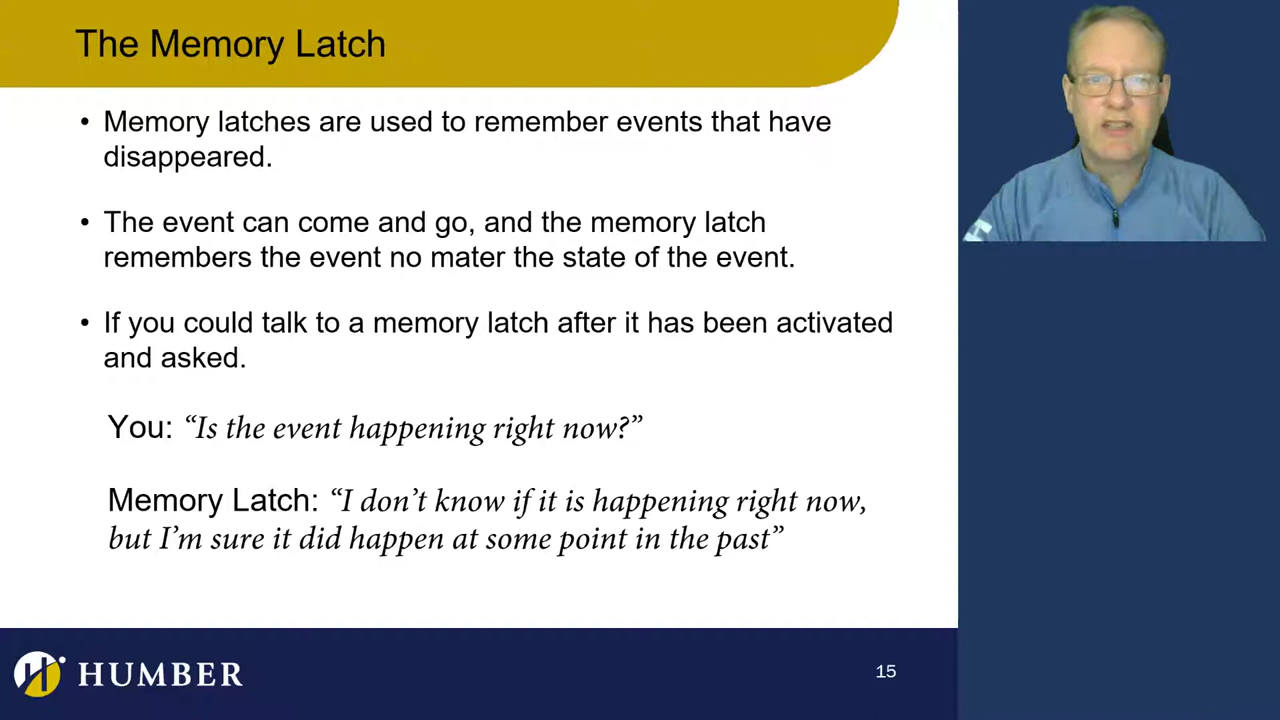 The Memory Latch
• Memory latches are used to remember events that have
disappeared.
• The event can come and go, and the memory latch
remembers the event no mater the state of the event.
• If you could talk to a memory latch after it has been activated
and asked.
You: “Is the event happening right now?”
Memory Latch: “I don’t know if it is happening right now,
but I’m sure it did happen at some point in the past”
HUMBER
15